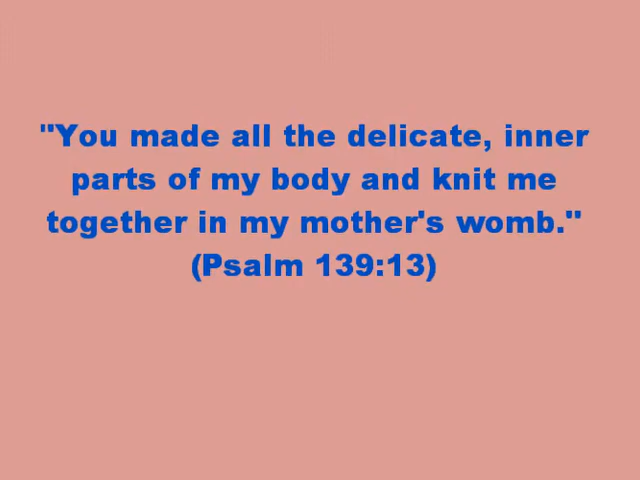 "You made all the delicate, inner
parts of my body and knit me
together in my mother's womb."
(Psalm 139:13)